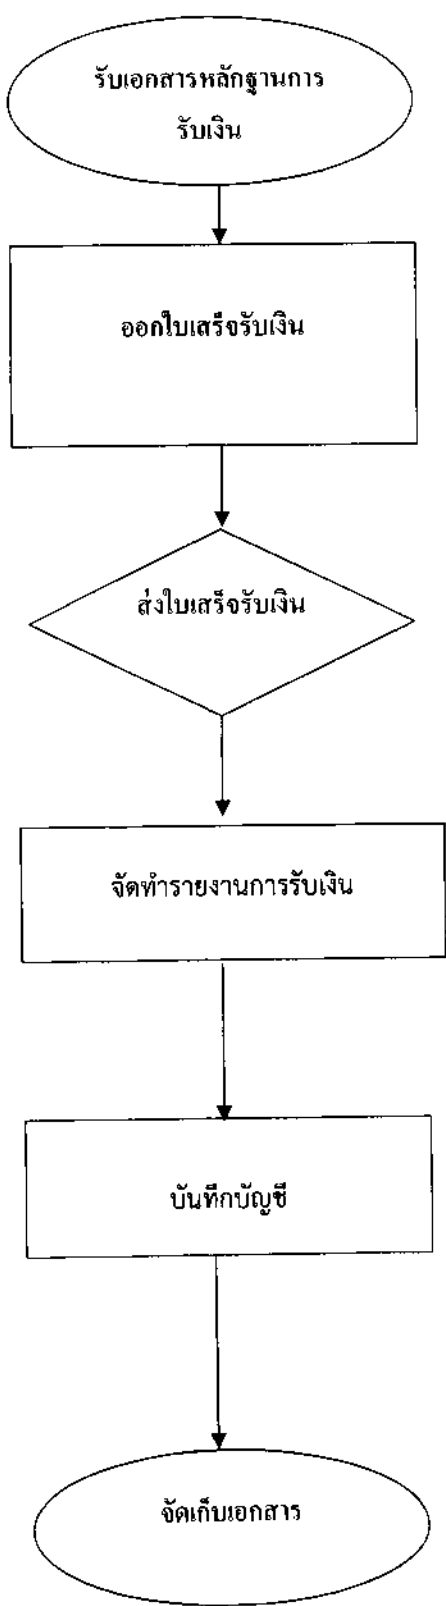 รับเอกสารหลักฐานการ
รับเงิน
ออกใบเสร็จรับเงิน
ส่งใบเสร็จรับเงิน
จัดทำรายงานการรับเงิน
บันทึกบัญชี
จัดเก็บเอกสาร